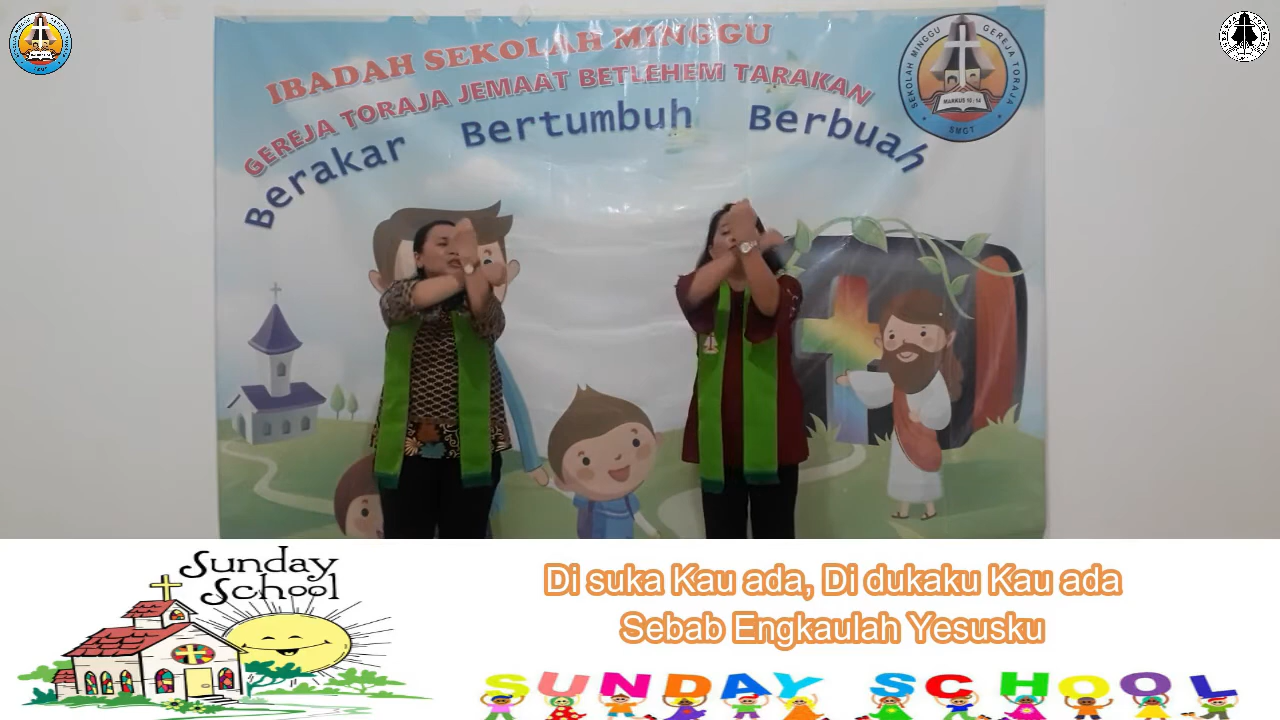 IBADAH SEKOLAH MINGGU
GEREJA TORAJA JEMAAT BETLEHEM TARAKAN
Berakar Bertumbuh Berbuah
SEKOLAH MINGGU GEREJA TORAJA
MARKUS 10 : 14
SMGT
Sunday
School
Di suka Kau ada, Di dukaku Kau ada
Sebab Engkaulah Yesusku
SUNDAY SCHOOL